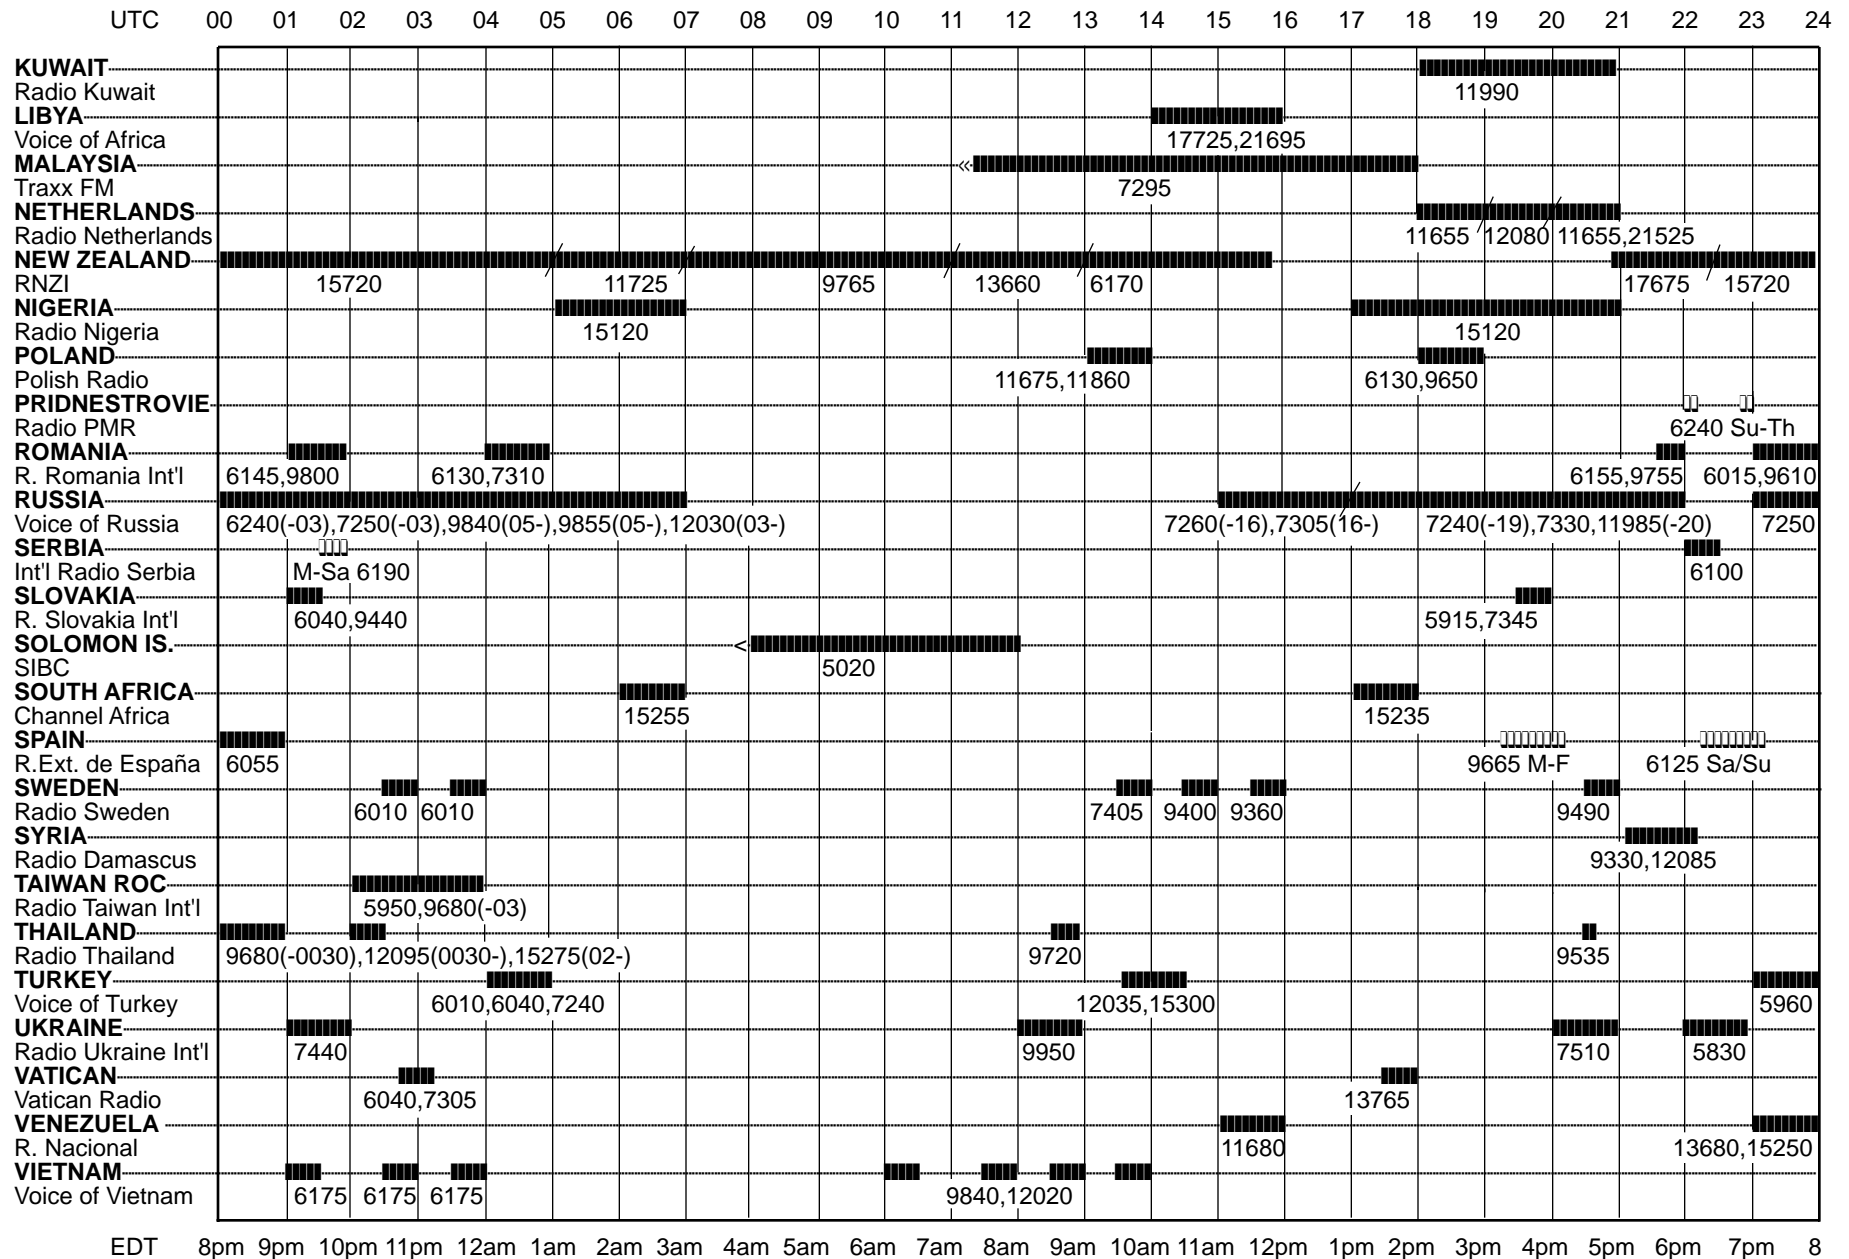 UTC 00 01 02 03 04 05 06 07 08 09 10 11 12 13 14 15 16 17 18 19 20 21 22 23 24
KUWAIT
Radio Kuwait 11990
LIBYA
Voice of Africa 17725,21695
MALAYSIA «
Traxx FM 7295
NETHERLANDS / /
Radio Netherlands 11655 12080 11655,21525
NEW ZEALAND / / / / /
RNZI 15720 11725 9765 13660 6170 17675 15720
NIGERIA
Radio Nigeria 15120 15120
POLAND
Polish Radio 11675,11860 6130,9650
PRIDNESTROVIE
Radio PMR 6240 Su-Th
ROMANIA
R. Romania Int'l 6145,9800 6130,7310 6155,9755 6015,9610
RUSSIA /
Voice of Russia 6240(-03),7250(-03),9840(05-),9855(05-),12030(03-) 7260(-16),7305(16-) 7240(-19),7330,11985(-20) 7250
SERBIA
Int'l Radio Serbia M-Sa 6190 6100
SLOVAKIA
R. Slovakia Int'l 6040,9440 5915,7345
SOLOMON IS. <
SIBC 5020
SOUTH AFRICA
Channel Africa 15255 15235
SPAIN
R.Ext. de España 6055 9665 M-F 6125 Sa/Su
SWEDEN
Radio Sweden 6010 6010 7405 9400 9360 9490
SYRIA
Radio Damascus 9330,12085
TAIWAN ROC
Radio Taiwan Int'l 5950,9680(-03)
THAILAND
Radio Thailand 9680(-0030),12095(0030-),15275(02-) 9720 9535
TURKEY
Voice of Turkey 6010,6040,7240 12035,15300 5960
UKRAINE
Radio Ukraine Int'l 7440 9950 7510 5830
VATICAN
Vatican Radio 6040,7305 13765
VENEZUELA
R. Nacional 11680 13680,15250
VIETNAM
Voice of Vietnam 6175 6175 6175 9840,12020
EDT 8pm 9pm 10pm 11pm 12am 1am 2am 3am 4am 5am 6am 7am 8am 9am 10am 11am 12pm 1pm 2pm 3pm 4pm 5pm 6pm 7pm 8